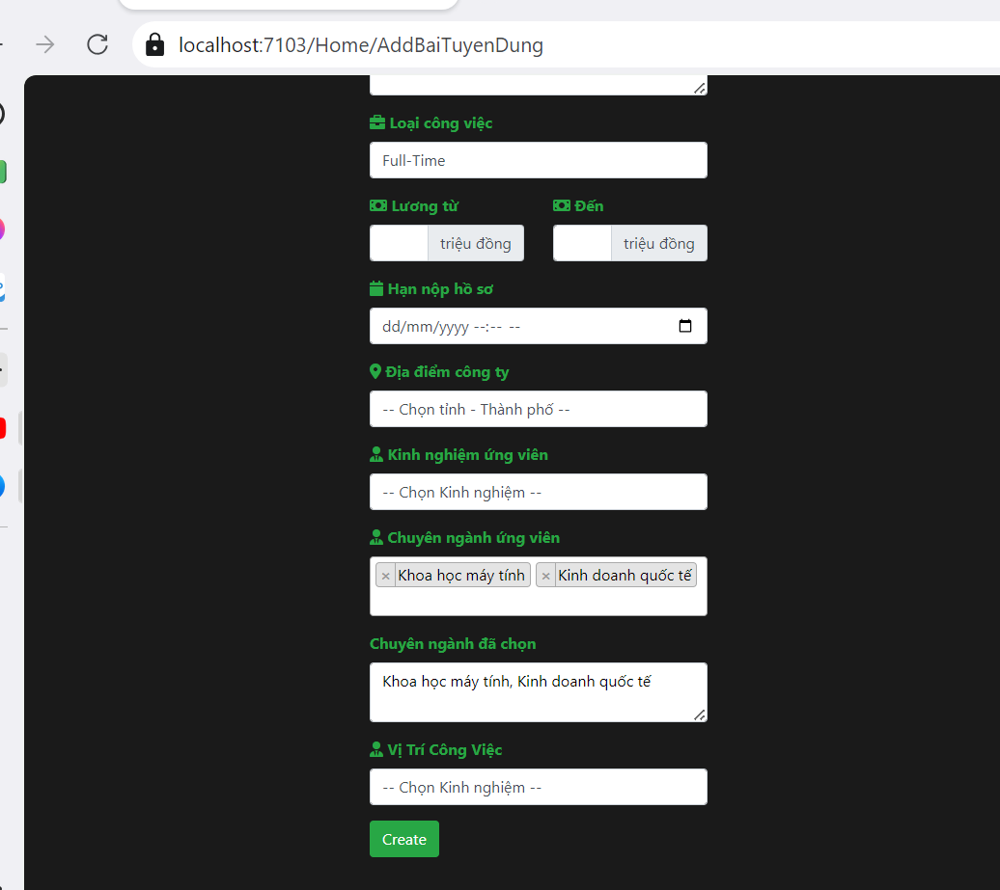 localhost:7103/Home/AddBaiTuyenDung
Loại công việc
Full-Time
Lương từ Đến
triệu đồng triệu đồng
Hạn nộp hồ sơ
dd/mm/yyyy --:-- --
Địa điểm công ty
-- Chọn tỉnh - Thành phố --
Kinh nghiệm ứng viên
-- Chọn Kinh nghiệm --
Chuyên ngành ứng viên
× Khoa học máy tính × Kinh doanh quốc tế
Chuyên ngành đã chọn
Khoa học máy tính, Kinh doanh quốc tế
Vị Trí Công Việc
-- Chọn Kinh nghiệm --
Create